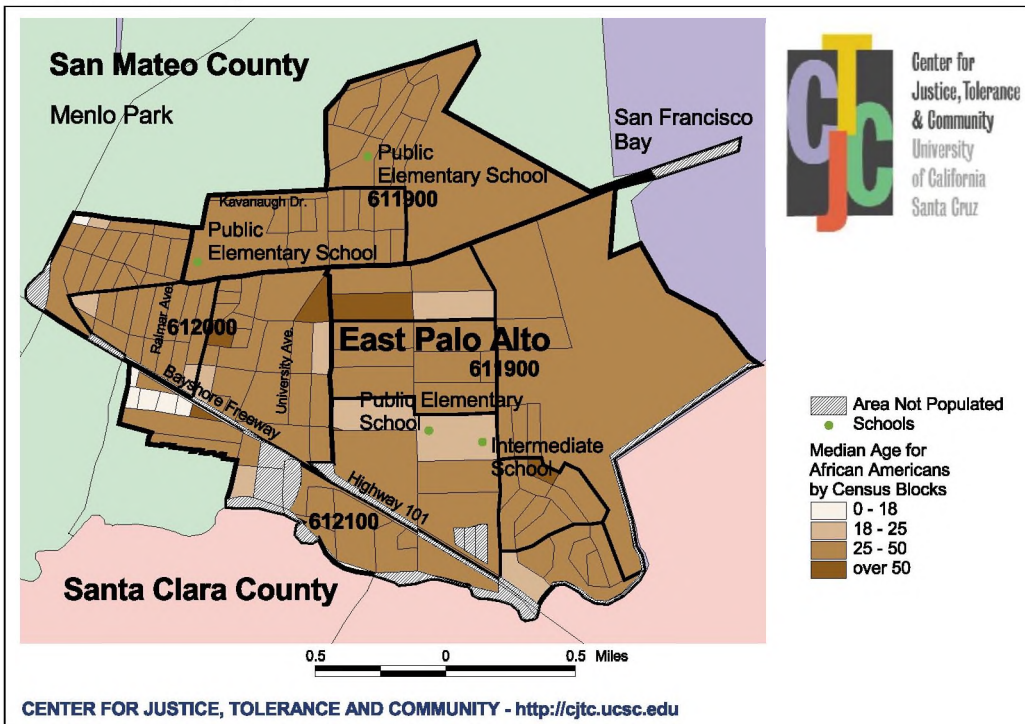 San Mateo County
Menlo Park
San Francisco
Bay
Public
Elementary School
611900
Kavanaugh Dr.
Public
Elementary School
Ralmar Ave.
612000
University Ave.
East Palo Alto
611900
Bayshore Freeway
Public Elementary
School
Intermediate
School
Highway 101
612100
Santa Clara County
0.5 0 0.5 Miles
CJTC
Center for
Justice, Tolerance
& Community
University
of California
Santa Cruz
Area Not Populated
Schools
Median Age for
African Americans
by Census Blocks
0 - 18
18 - 25
25 - 50
over 50
CENTER FOR JUSTICE, TOLERANCE AND COMMUNITY - http://cjtc.ucsc.edu